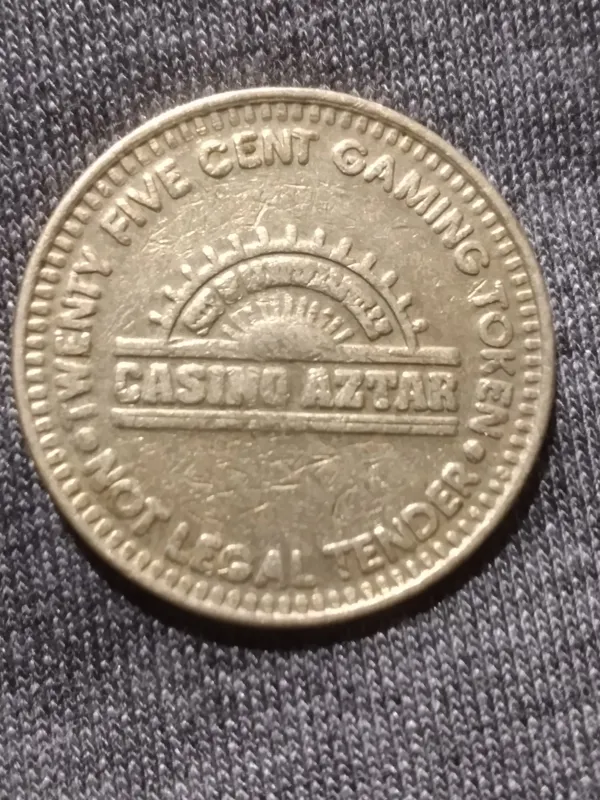 TWENTY FIVE CENT GAMING TOKEN
CASINO AZTAR
• NOT LEGAL TENDER •